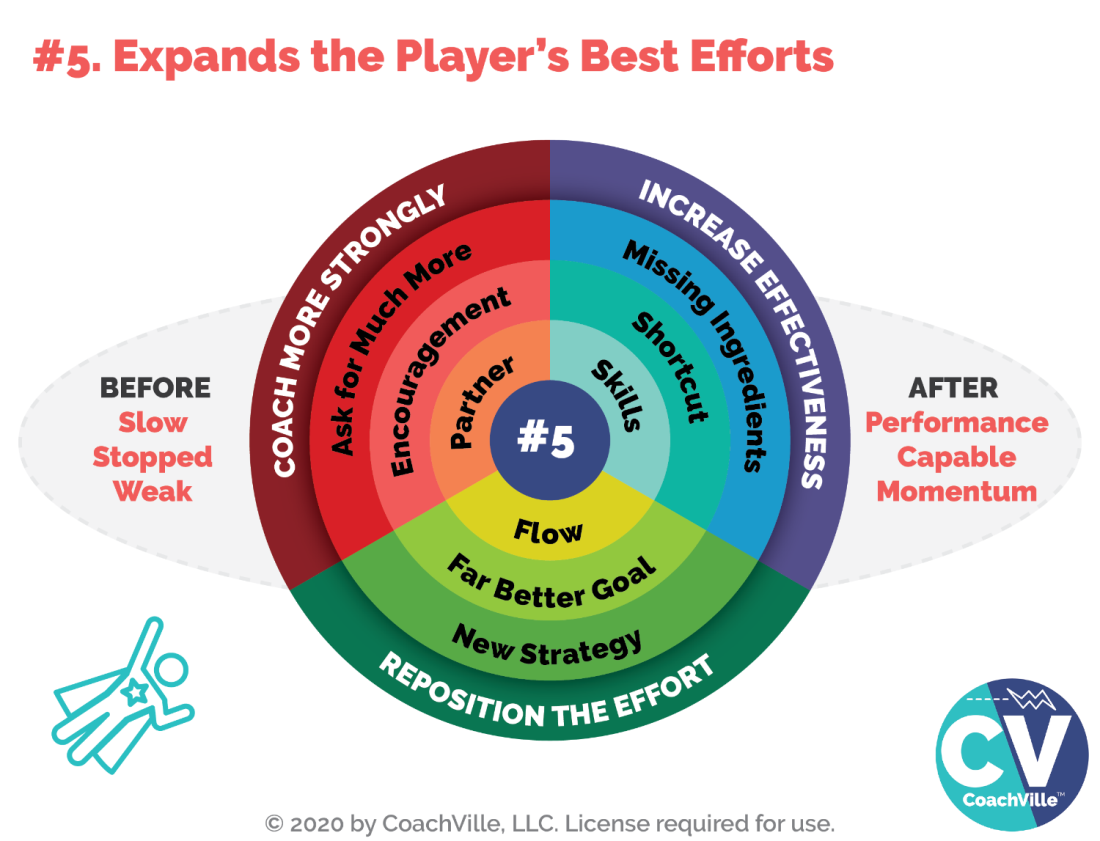 #5. Expands the Player's Best Efforts
COACH MORE STRONGLY
Ask for Much More
Encouragement
Partner
INCREASE EFFECTIVENESS
Missing Ingredients
Shortcut
Skills
#5
Flow
Far Better Goal
New Strategy
REPOSITION THE EFFORT
BEFORE
Slow
Stopped
Weak
AFTER
Performance
Capable
Momentum
CV
CoachVille™
© 2020 by CoachVille, LLC. License required for use.